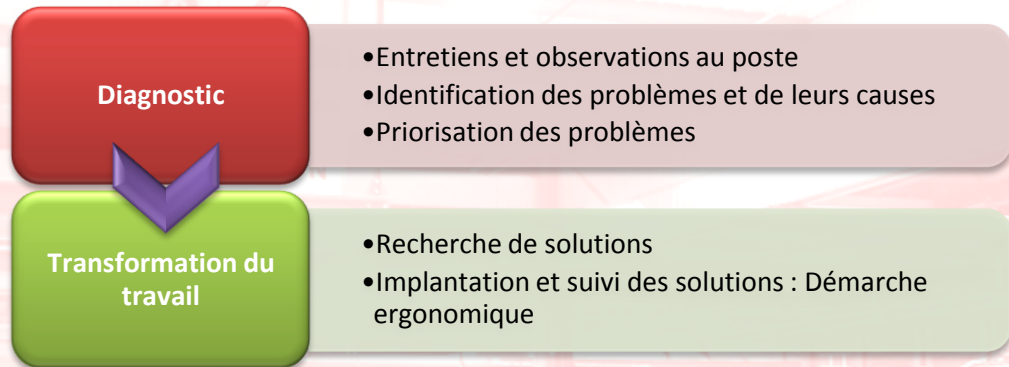 Diagnostic
•Entretiens et observations au poste
•Identification des problèmes et de leurs causes
•Priorisation des problèmes
Transformation du
travail
•Recherche de solutions
•Implantation et suivi des solutions : Démarche
ergonomique